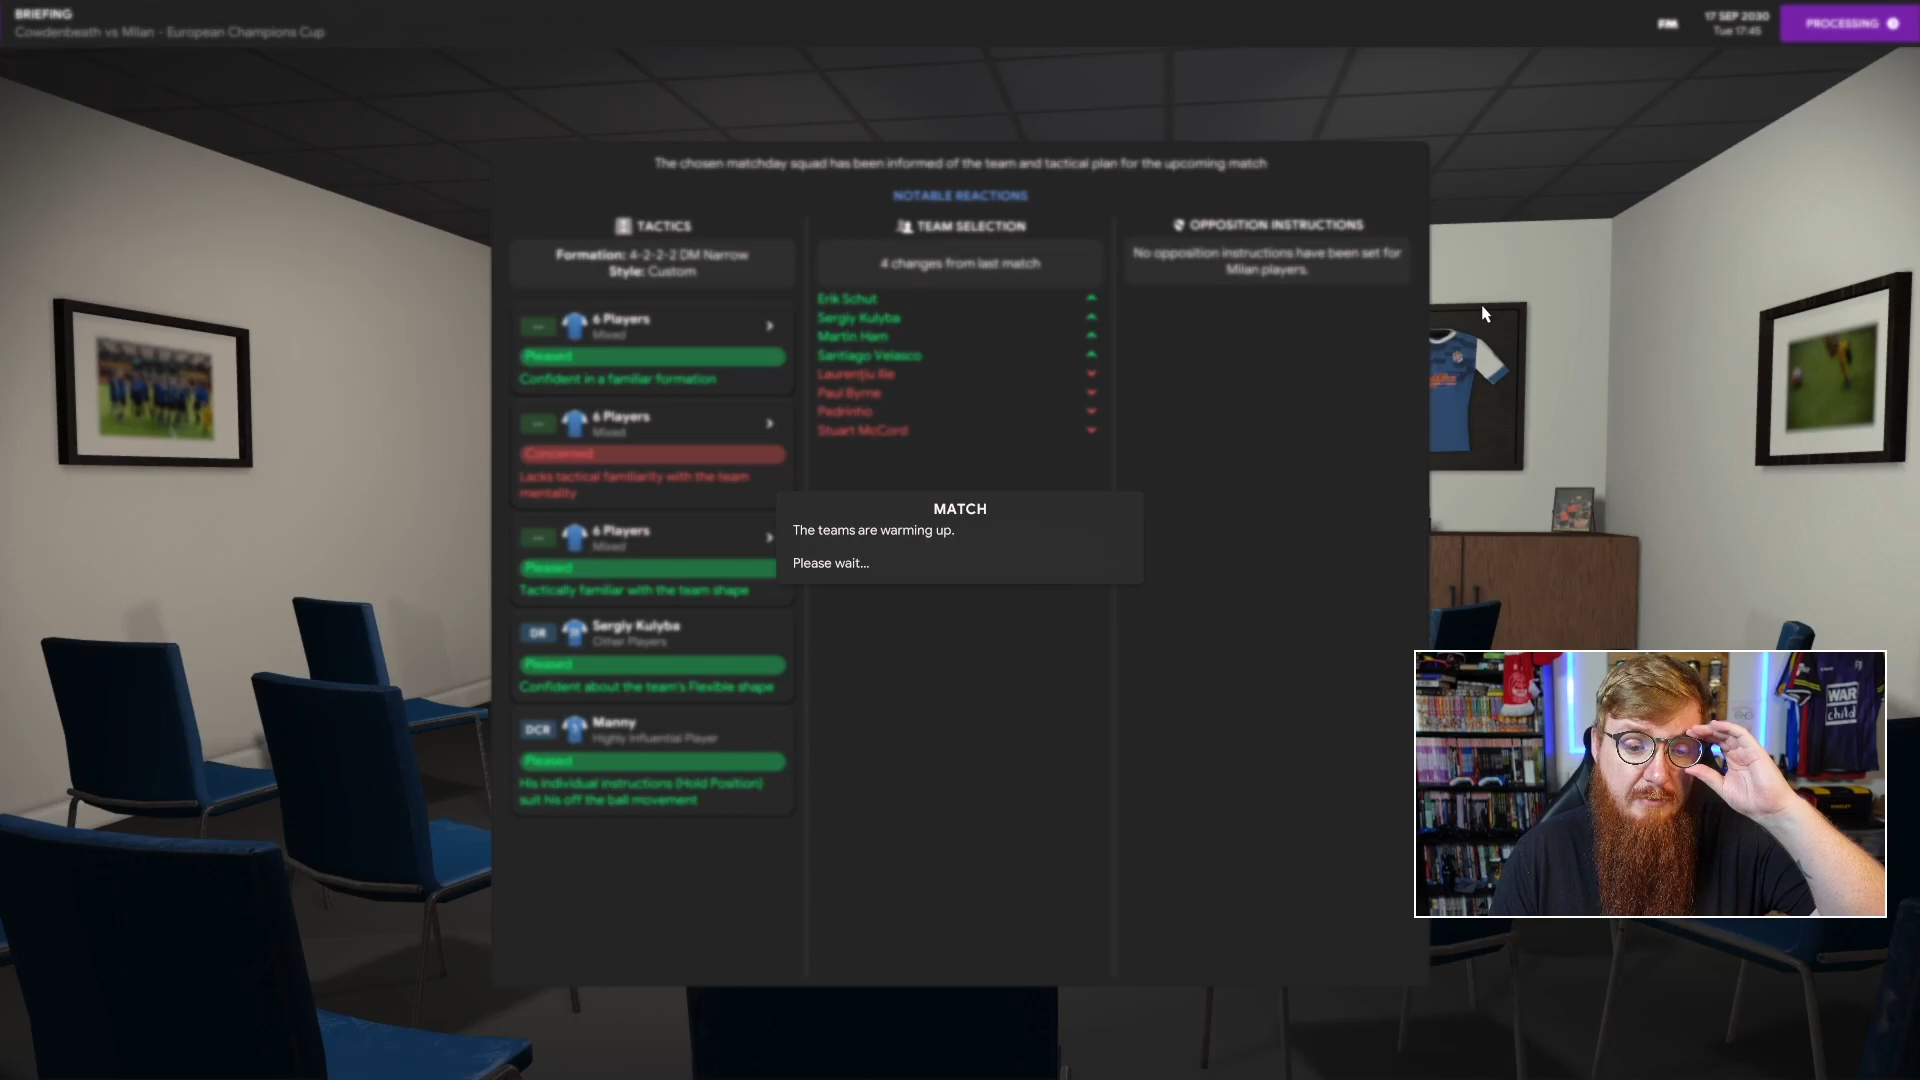 BRIEFING
Cowdenbeath vs Milan - European Champions Cup
FM
17 SEP 2030
Tue 17:45
PROCESSING
The chosen matchday squad has been informed of the team and tactical plan for the upcoming match
NOTABLE REACTIONS
TACTICS
Formation: 4-2-2-2 DM Narrow
Style: Custom
6 Players
Mixed
Pleased
Confident in a familiar formation
6 Players
Mixed
Concerned
Lacks tactical familiarity with the team
mentality
6 Players
Mixed
Pleased
Tactically familiar with the team shape
DR
Sergiy Kulyba
Other Players
Pleased
Confident about the team's Flexible shape
DCR
Manny
Highly Influential Player
Pleased
His individual instructions (Hold Position)
suit his off the ball movement
TEAM SELECTION
4 changes from last match
Erik Schut
Sergiy Kulyba
Martin Ham
Santiago Velasco
Laurențiu Ilie
Paul Byrne
Pedrinho
Stuart McCord
OPPOSITION INSTRUCTIONS
No opposition instructions have been set for
Milan players.
MATCH
The teams are warming up.
Please wait...
WAR
child
STANLEY